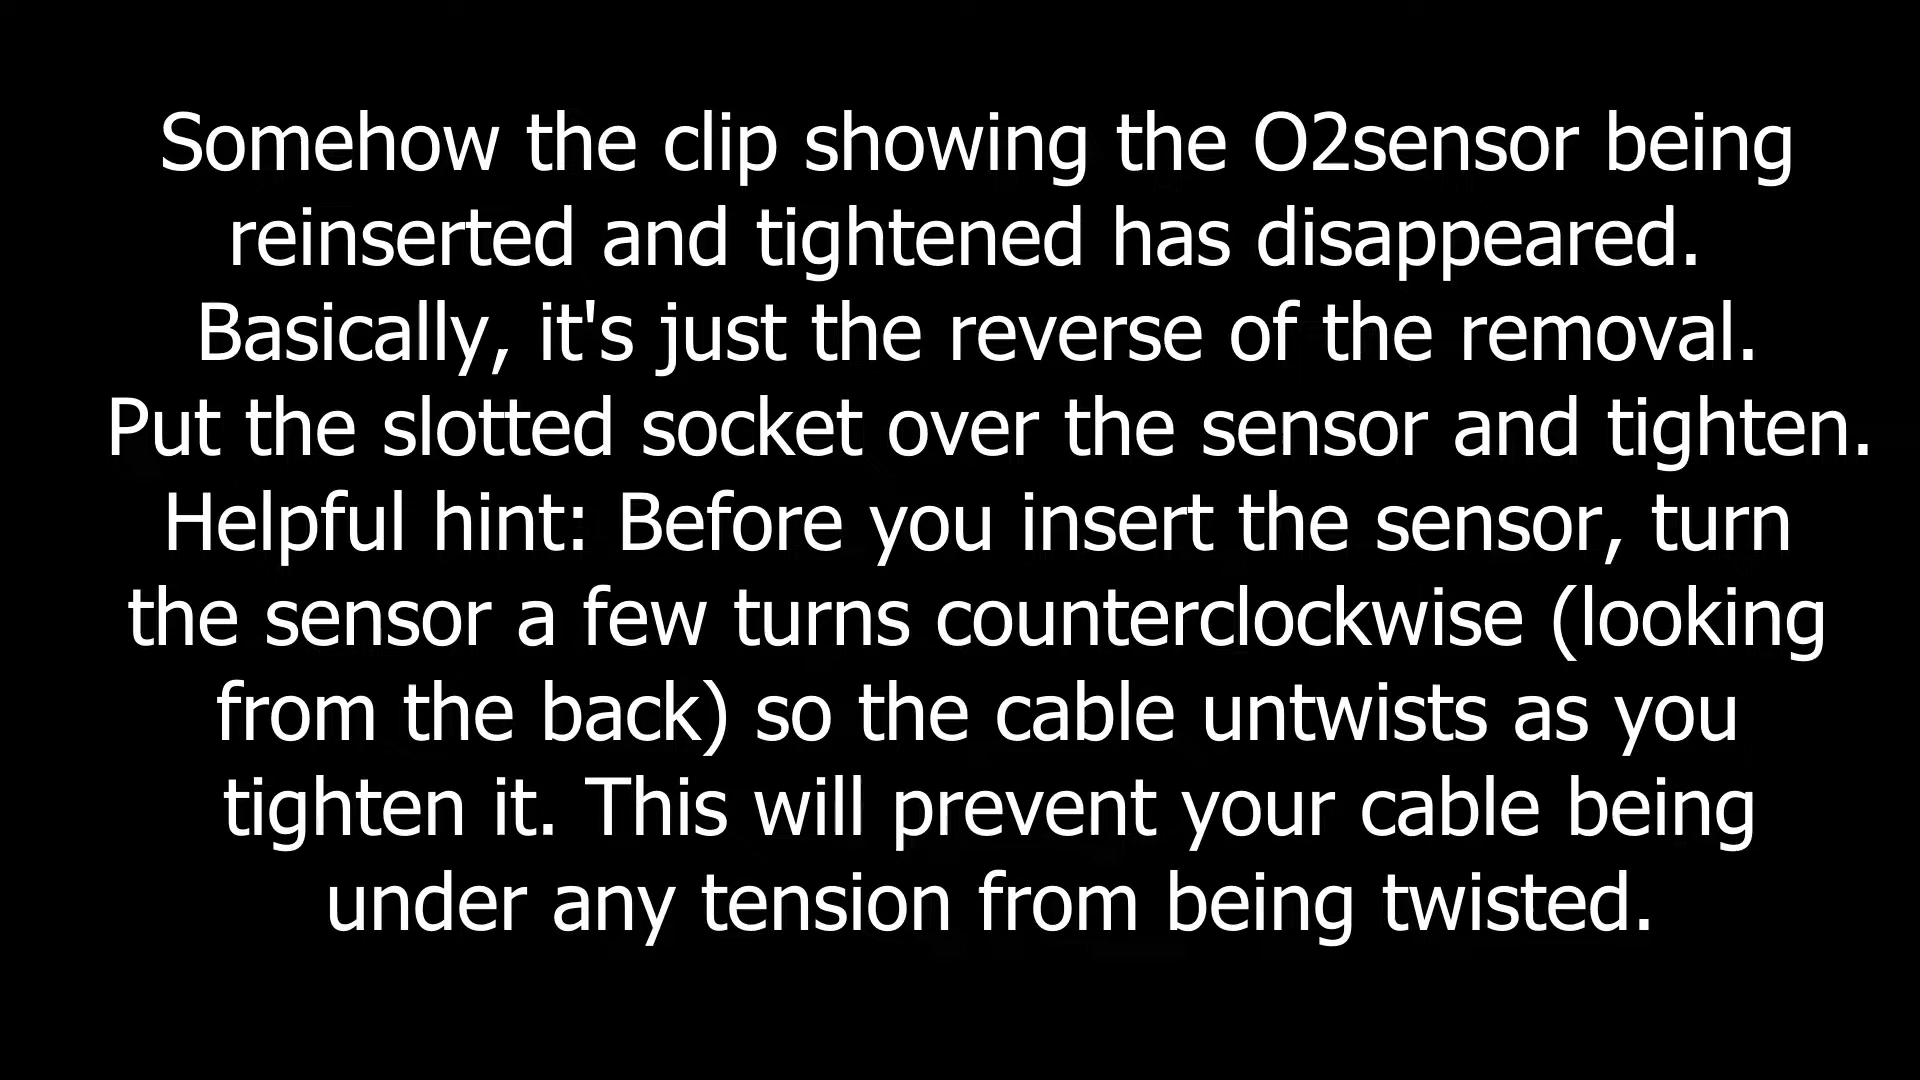 Somehow the clip showing the O2sensor being
reinserted and tightened has disappeared.
Basically, it's just the reverse of the removal.
Put the slotted socket over the sensor and tighten.
Helpful hint: Before you insert the sensor, turn
the sensor a few turns counterclockwise (looking
from the back) so the cable untwists as you
tighten it. This will prevent your cable being
under any tension from being twisted.